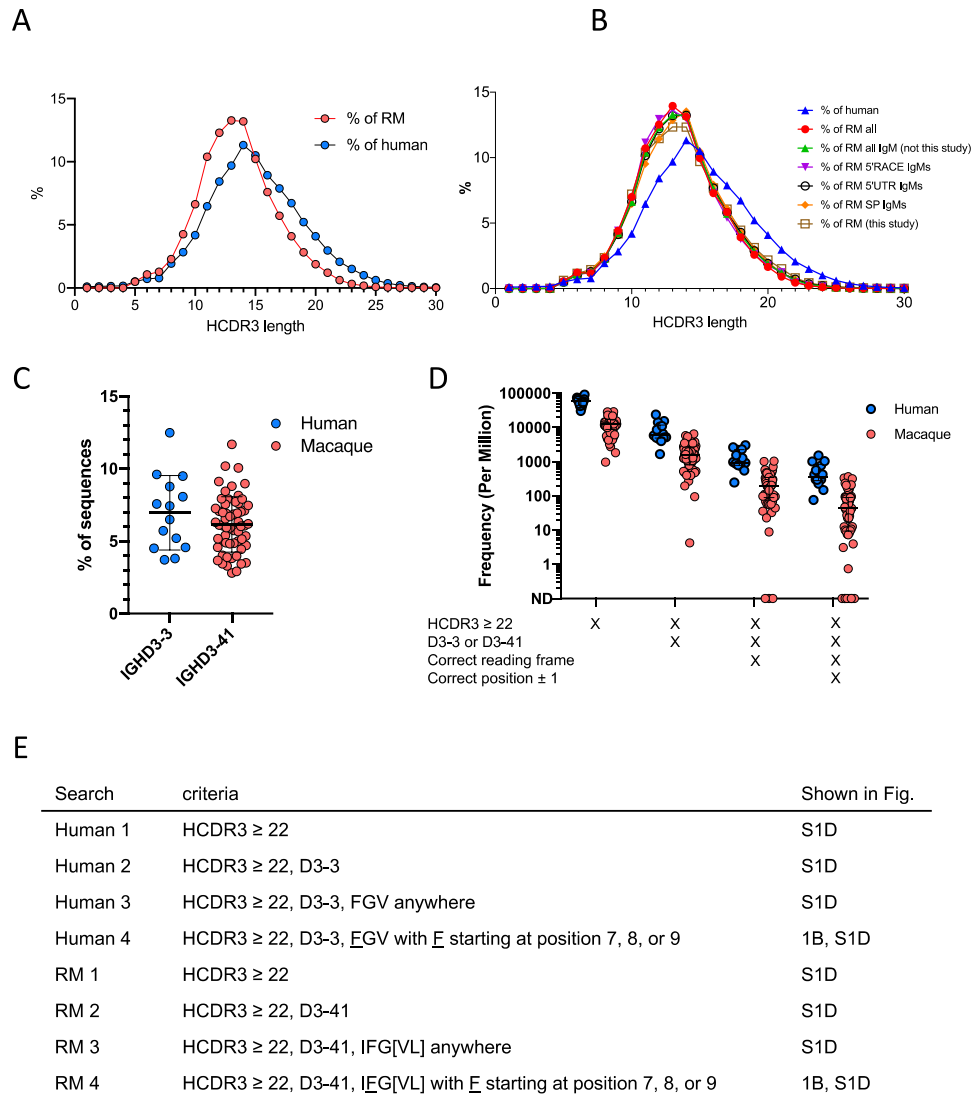 A
B
15
10
5
0
%
0
5
10
15
20
25
30
HCDR3 length
% of RM
% of human
15
10
5
0
%
0
10
20
30
HCDR3 length
% of human
% of RM all
% of RM all IgM (not this study)
% of RM 5'RACE IgMs
% of RM 5'UTR IgMs
% of RM SP IgMs
% of RM (this study)
C
15
10
5
0
% of sequences
IGHD3-3
IGHD3-41
Human
Macaque
D
100000
10000
1000
100
10
1
ND
Frequency (Per Million)
Human
Macaque
HCDR3 ≥ 22 X X X X
D3-3 or D3-41 X X X
Correct reading frame X X
Correct position ± 1 X
E
Search criteria Shown in Fig.
Human 1 HCDR3 ≥ 22 S1D
Human 2 HCDR3 ≥ 22, D3-3 S1D
Human 3 HCDR3 ≥ 22, D3-3, FGV anywhere S1D
Human 4 HCDR3 ≥ 22, D3-3, FGV with F starting at position 7, 8, or 9 1B, S1D
RM 1 HCDR3 ≥ 22 S1D
RM 2 HCDR3 ≥ 22, D3-41 S1D
RM 3 HCDR3 ≥ 22, D3-41, IFG[VL] anywhere S1D
RM 4 HCDR3 ≥ 22, D3-41, IFG[VL] with F starting at position 7, 8, or 9 1B, S1D